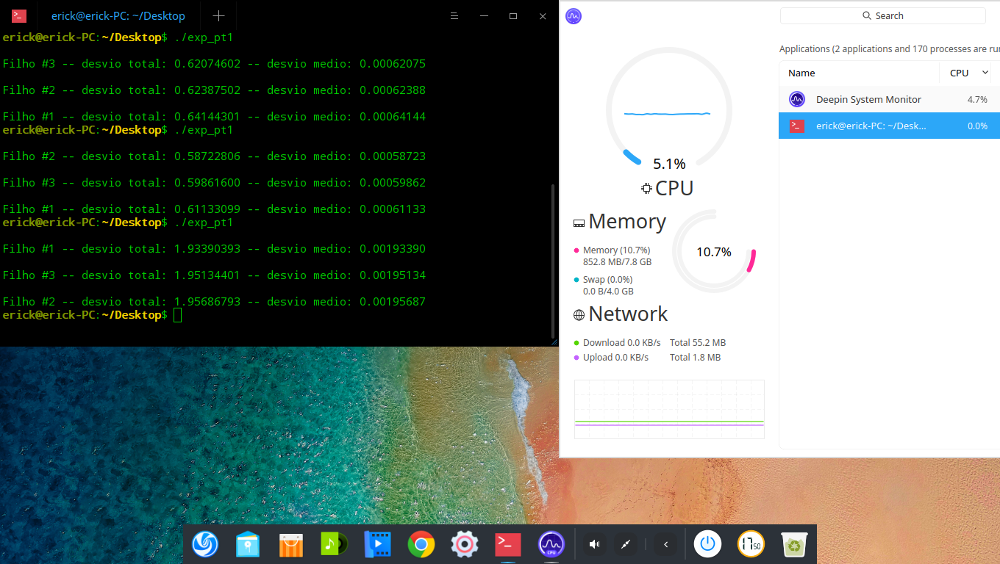 erick@erick-PC: ~/Desktop
erick@erick-PC:~/Desktop$ ./exp_pt1
Filho #3 -- desvio total: 0.62074602 -- desvio medio: 0.00062075
Filho #2 -- desvio total: 0.62387502 -- desvio medio: 0.00062388
Filho #1 -- desvio total: 0.64144301 -- desvio medio: 0.00064144
erick@erick-PC:~/Desktop$ ./exp_pt1
Filho #2 -- desvio total: 0.58722806 -- desvio medio: 0.00058723
Filho #3 -- desvio total: 0.59861600 -- desvio medio: 0.00059862
Filho #1 -- desvio total: 0.61133099 -- desvio medio: 0.00061133
erick@erick-PC:~/Desktop$ ./exp_pt1
Filho #1 -- desvio total: 1.93390393 -- desvio medio: 0.00193390
Filho #3 -- desvio total: 1.95134401 -- desvio medio: 0.00195134
Filho #2 -- desvio total: 1.95686793 -- desvio medio: 0.00195687
erick@erick-PC:~/Desktop$
Search
5.1%
CPU
Memory
Memory (10.7%)
852.8 MB/7.8 GB
10.7%
Swap (0.0%)
0.0 B/4.0 GB
Network
Download 0.0 KB/s Total 55.2 MB
Upload 0.0 KB/s Total 1.8 MB
Applications (2 applications and 170 processes are ru
Name CPU
Deepin System Monitor 4.7%
erick@erick-PC: ~/Desk... 0.0%
CPU
17 50